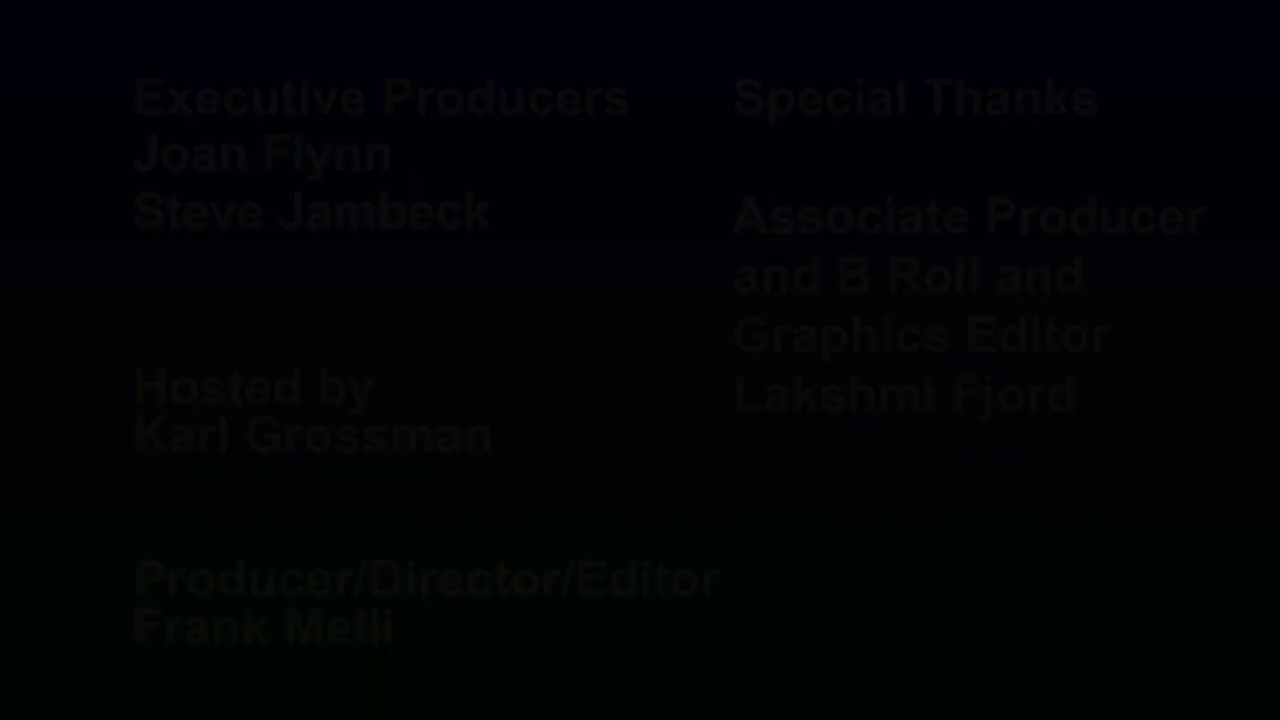 Executive Producers
Joan Flynn
Steve Jambeck
Hosted by
Karl Grossman
Producer/Director/Editor
Frank Melli
Special Thanks
Associate Producer
and B Roll and
Graphics Editor
Lakshmi Fjord